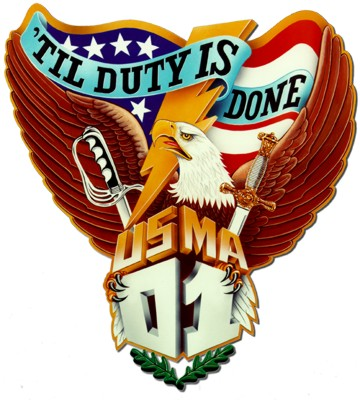 'TIL DUTY IS
DONE
USMA
01